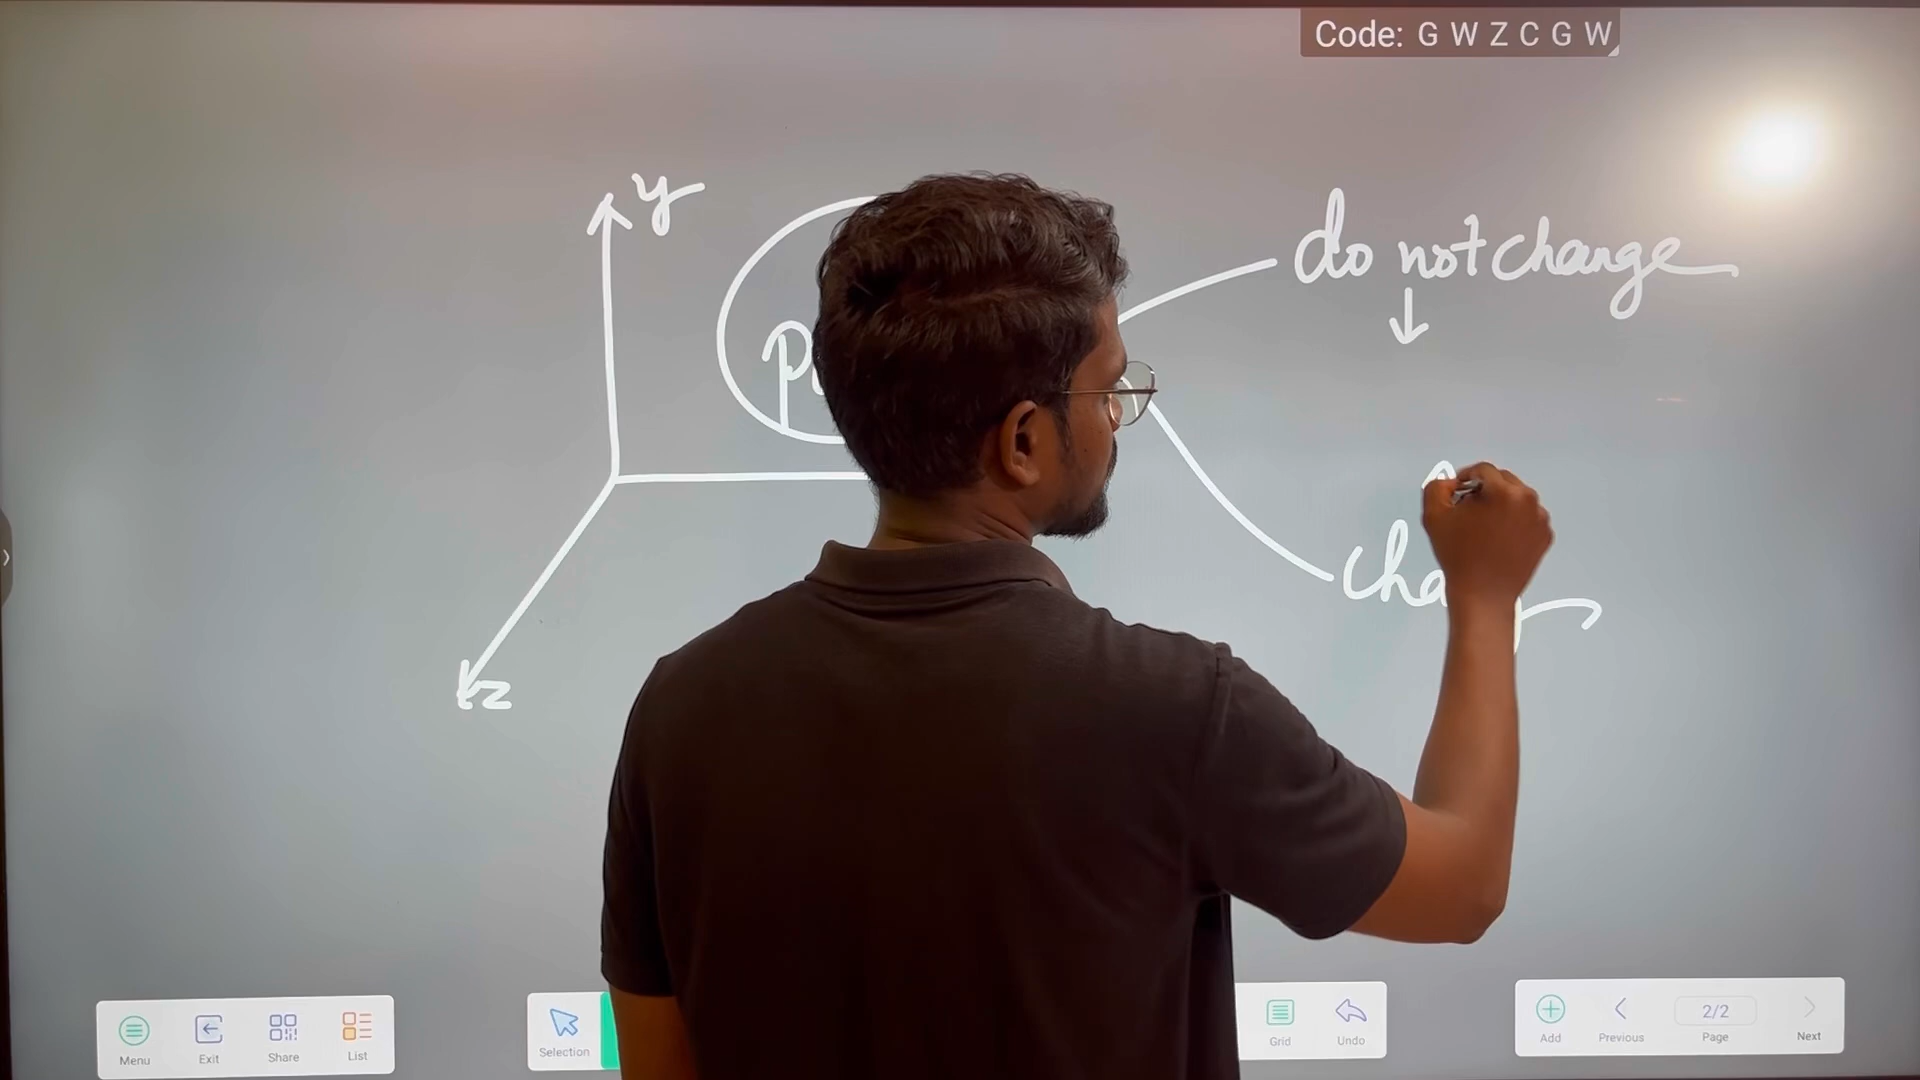 Code: G W Z C G W
y
do not change
z
Menu
Exit
Share
List
Selection
Grid
Undo
Add
Previous
2/2
Page
Next